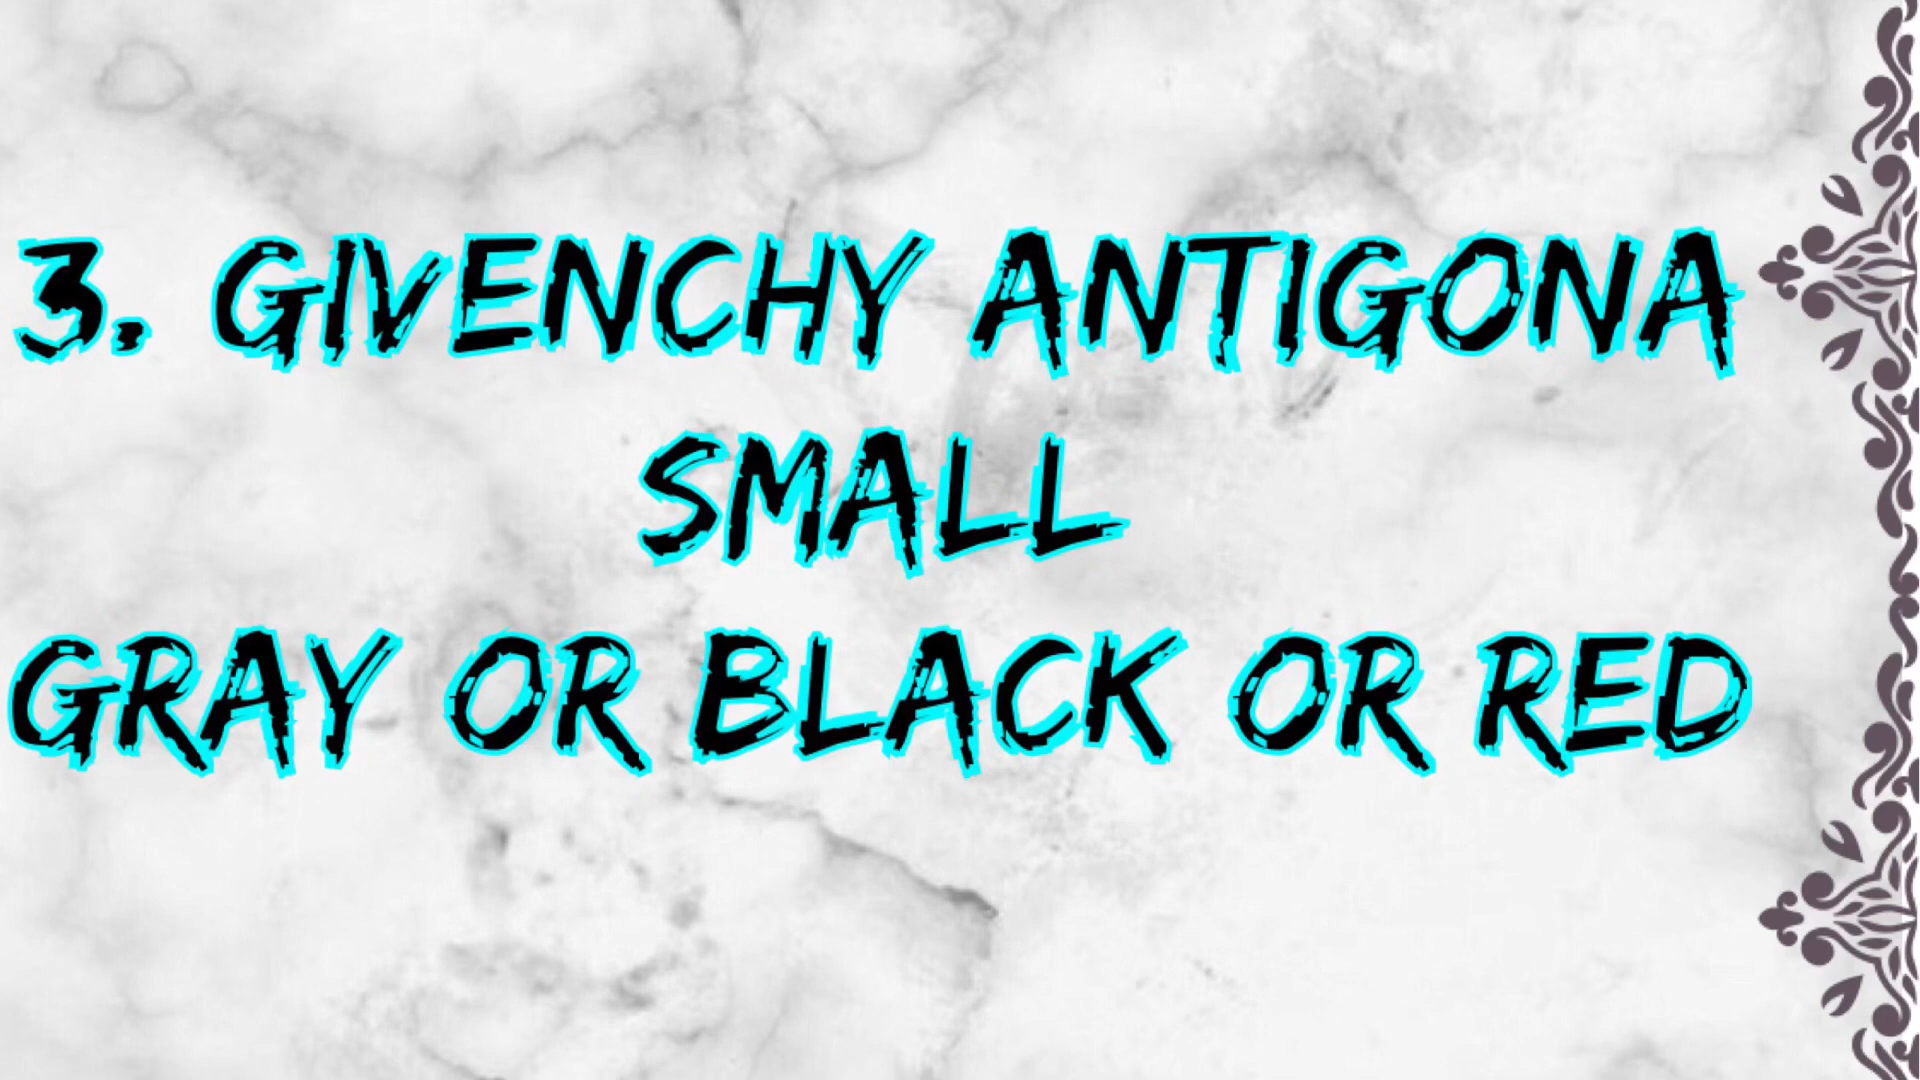 3. GIVENCHY ANTIGONA
SMALL
GRAY OR BLACK OR RED